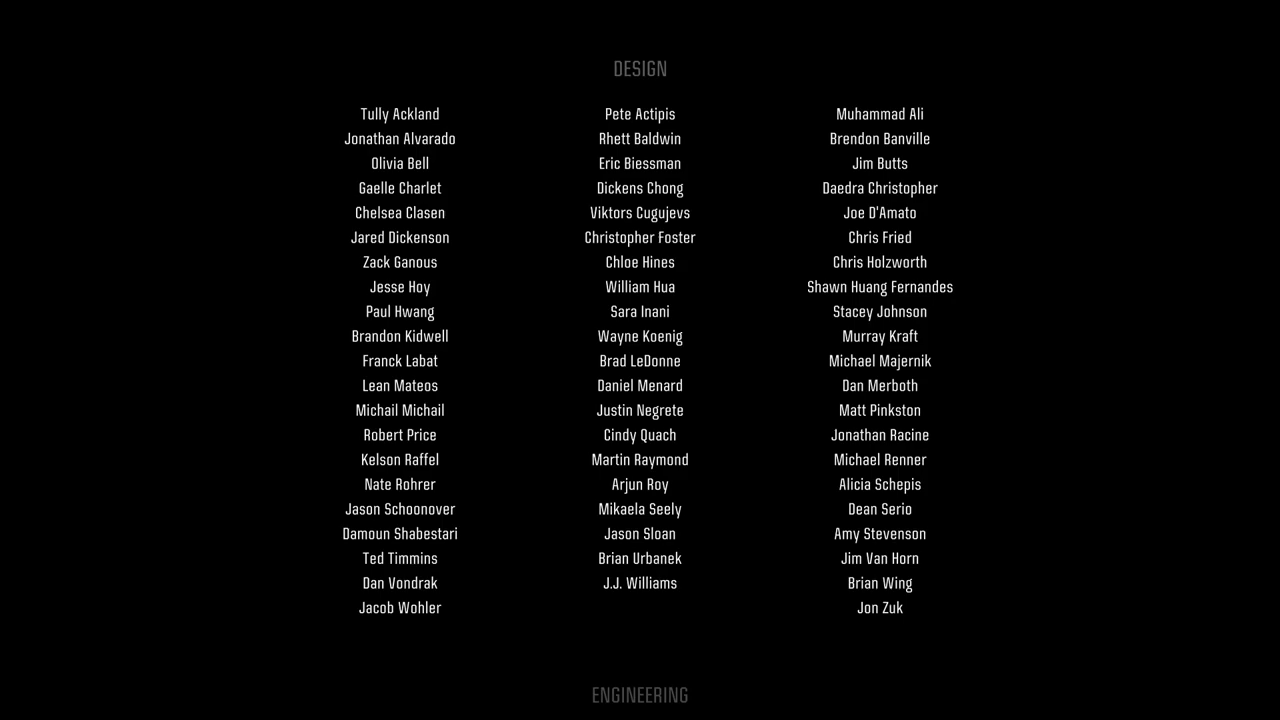 DESIGN
Tully Ackland Pete Actipis Muhammad Ali
Jonathan Alvarado Rhett Baldwin Brendon Banville
Olivia Bell Eric Biessman Jim Butts
Gaelle Charlet Dickens Chong Daedra Christopher
Chelsea Clasen Viktors Cugujevs Joe D'Amato
Jared Dickenson Christopher Foster Chris Fried
Zack Ganous Chloe Hines Chris Holzworth
Jesse Hoy William Hua Shawn Huang Fernandes
Paul Hwang Sara Inani Stacey Johnson
Brandon Kidwell Wayne Koenig Murray Kraft
Franck Labat Brad LeDonne Michael Majernik
Lean Mateos Daniel Menard Dan Merboth
Michail Michail Justin Negrete Matt Pinkston
Robert Price Cindy Quach Jonathan Racine
Kelson Raffel Martin Raymond Michael Renner
Nate Rohrer Arjun Roy Alicia Schepis
Jason Schoonover Mikaela Seely Dean Serio
Damoun Shabestari Jason Sloan Amy Stevenson
Ted Timmins Brian Urbanek Jim Van Horn
Dan Vondrak J.J. Williams Brian Wing
Jacob Wohler Jon Zuk
ENGINEERING